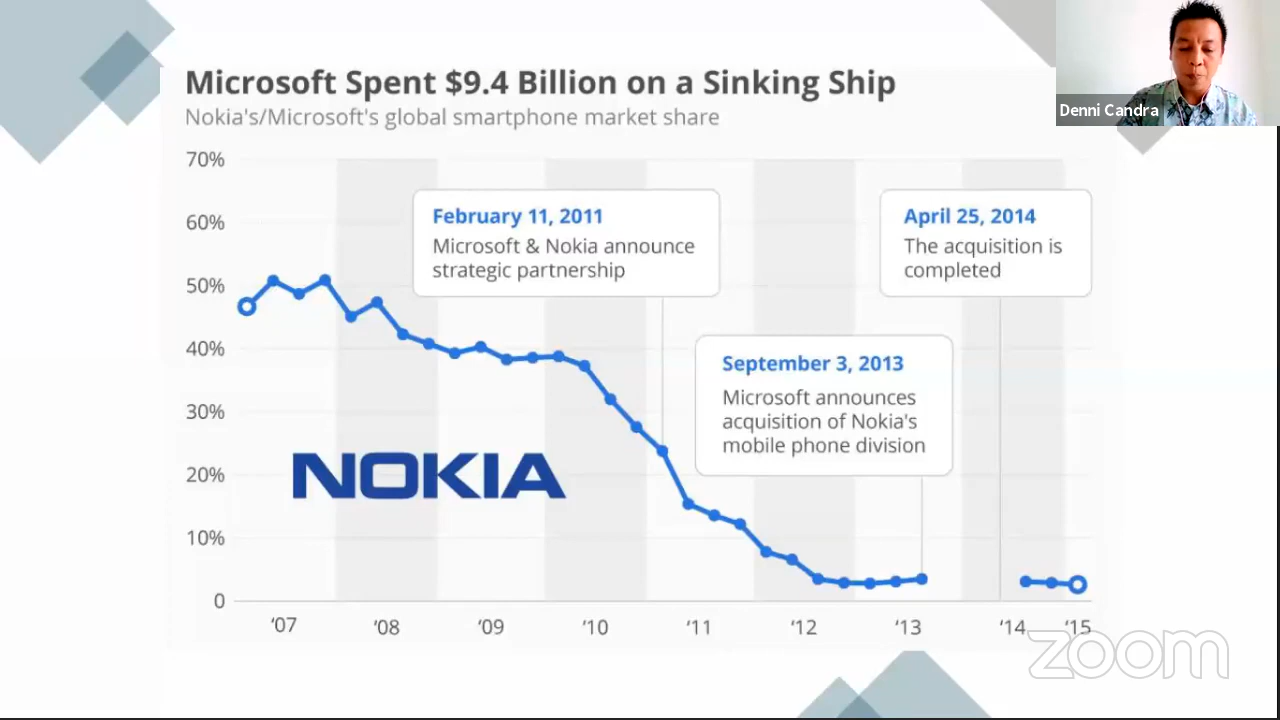 Microsoft Spent $9.4 Billion on a Sinking Ship
Nokia's/Microsoft's global smartphone market share
Denni Candra
70%
60%
50%
40%
30%
20%
10%
0
February 11, 2011
Microsoft & Nokia announce
strategic partnership
April 25, 2014
The acquisition is
completed
September 3, 2013
Microsoft announces
acquisition of Nokia's
mobile phone division
NOKIA
‘07 ‘08 ‘09 ‘10 ‘11 ‘12 ‘13 ‘14 ‘15
zoom